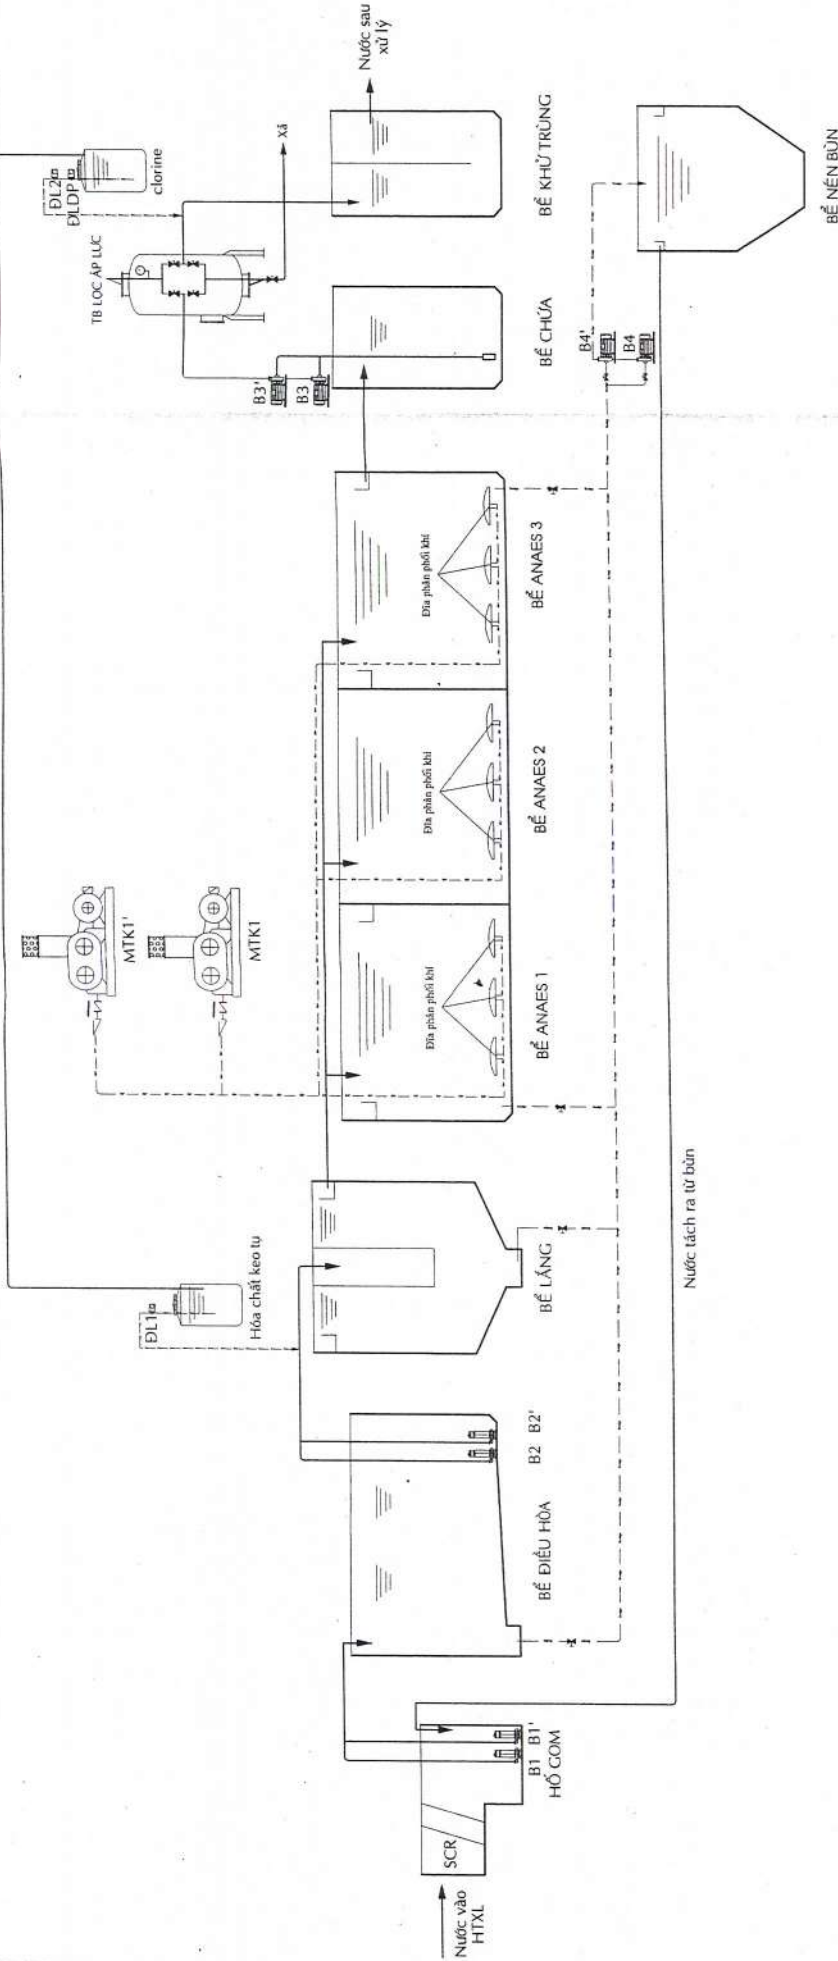 Nước vào
HTXL
SCR
B1 B1'
HỐ GOM
BỂ ĐIỀU HÒA
B2 B2'
ĐL1
Hóa chất keo tụ
BỂ LẮNG
MTK1'
MTK1
Đĩa phân phối khí
BỂ ANAES 1
Đĩa phân phối khí
BỂ ANAES 2
Đĩa phân phối khí
BỂ ANAES 3
B3'
B3
BỂ CHỨA
TB LỌC ÁP LỰC
ĐL2
ĐLDP
clorine
Xả
Nước sau
xử lý
BỂ KHỬ TRÙNG
B4'
B4
BỂ NÉN BÙN
Nước tách ra từ bùn